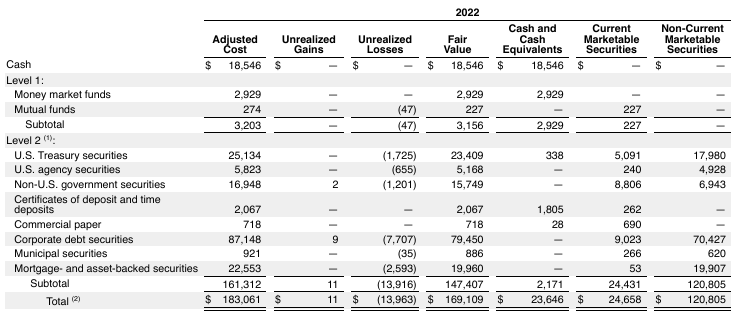 2022
Adjusted Cost Unrealized Gains Unrealized Losses Fair Value Cash and Cash Equivalents Current Marketable Securities Non-Current Marketable Securities
Cash $ 18,546 $ — $ — $ 18,546 $ 18,546 $ — $ —
Level 1:
Money market funds 2,929 — — 2,929 2,929 — —
Mutual funds 274 — (47) 227 — 227 —
Subtotal 3,203 — (47) 3,156 2,929 227 —
Level 2 (1):
U.S. Treasury securities 25,134 — (1,725) 23,409 338 5,091 17,980
U.S. agency securities 5,823 — (655) 5,168 — 240 4,928
Non-U.S. government securities 16,948 2 (1,201) 15,749 — 8,806 6,943
Certificates of deposit and time
deposits 2,067 — — 2,067 1,805 262 —
Commercial paper 718 — — 718 28 690 —
Corporate debt securities 87,148 9 (7,707) 79,450 — 9,023 70,427
Municipal securities 921 — (35) 886 — 266 620
Mortgage- and asset-backed securities 22,553 — (2,593) 19,960 — 53 19,907
Subtotal 161,312 11 (13,916) 147,407 2,171 24,431 120,805
Total (2) $ 183,061 $ 11 $ (13,963) $ 169,109 $ 23,646 $ 24,658 $ 120,805